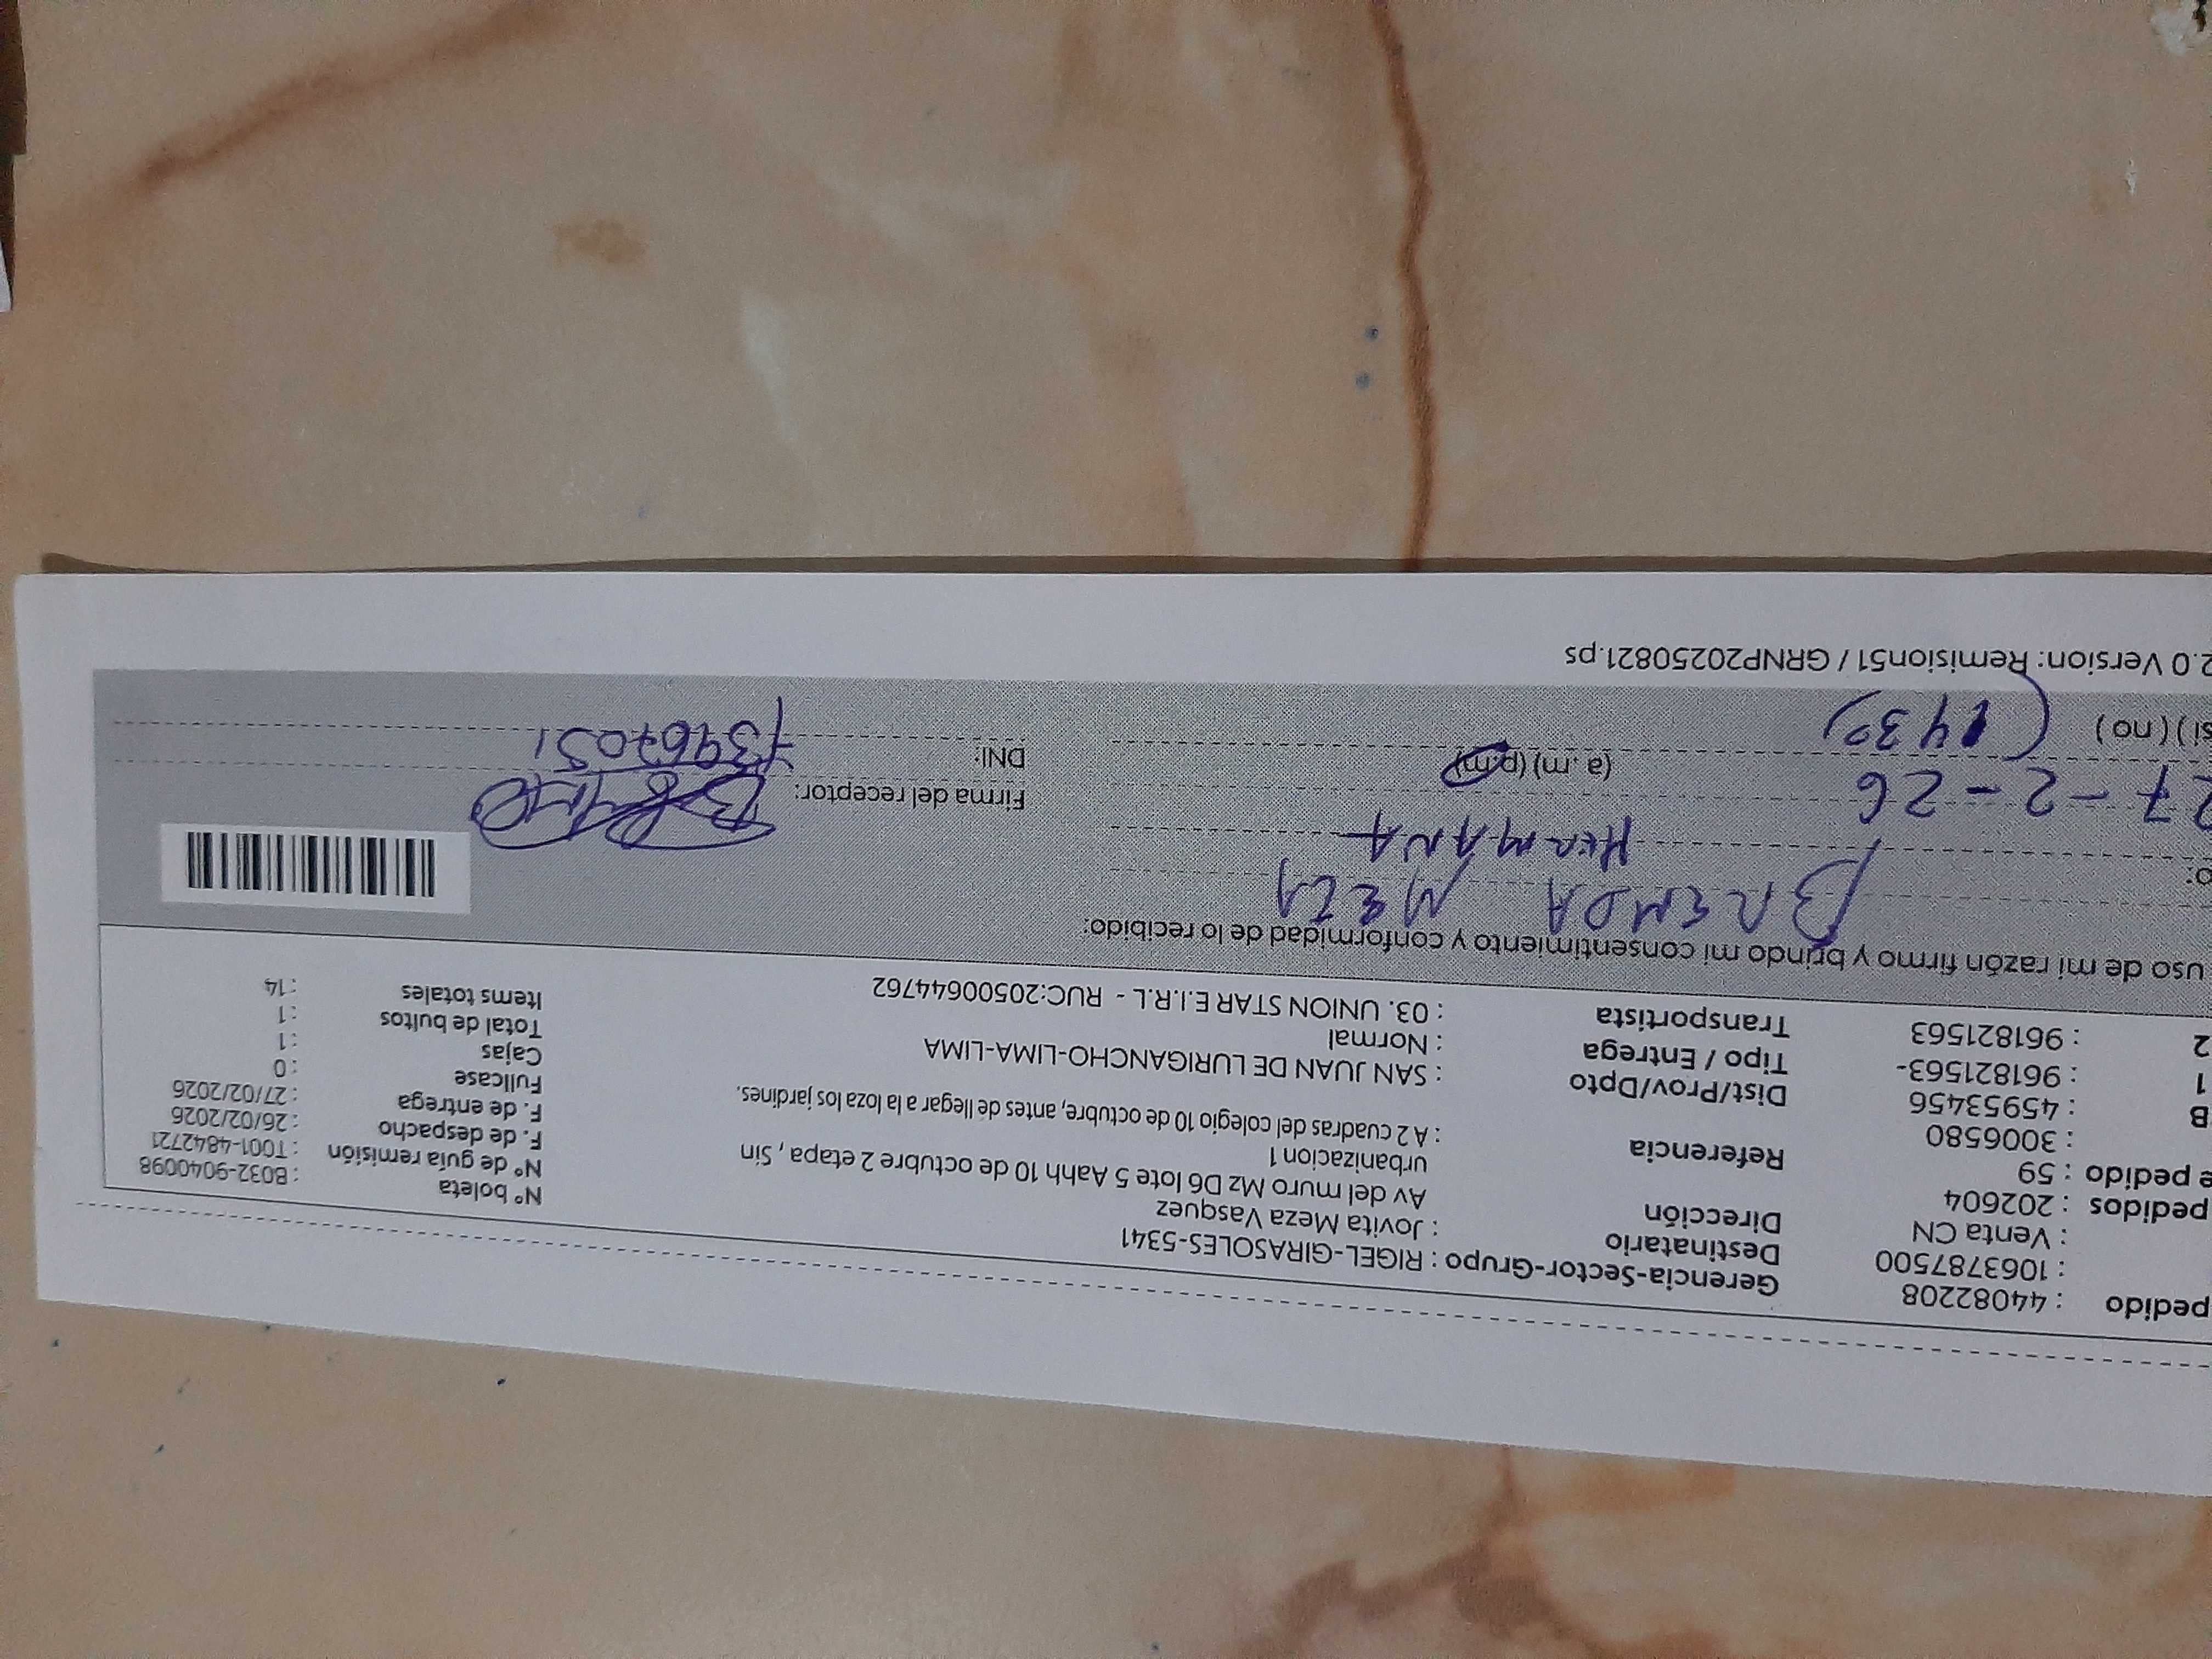 pedido : 44082208
: 1063787500
: Venta CN
pedidos : 202604
e pedido : 59
: 3006580
B : 45953456
1 : 961821563-
2 : 961821563
Gerencia-Sector-Grupo : RIGEL-GIRASOLES-5341
Destinatario : Jovita Meza Vasquez
Dirección Av del muro Mz D6 lote 5 Aahh 10 de octubre 2 etapa , Sin
urbanizacion 1
Referencia : A 2 cuadras del colegio 10 de octubre, antes de llegar a la loza los jardines.
Dist/Prov/Dpto : SAN JUAN DE LURIGANCHO-LIMA-LIMA
Tipo / Entrega : Normal
Transportista : 03. UNION STAR E.I.R.L - RUC:20500644762
N° boleta : B032-9040098
N° de guía remisión : T001-4842721
F. de despacho : 26/02/2026
F. de entrega : 27/02/2026
Fullcase : 0
Cajas : 1
Total de bultos : 1
Items totales : 14
uso de mi razón firmo y brindo mi consentimiento y conformidad de lo recibido:
BRENDA MEZA
o: HERMANA
27-2-26 (a. m) (p.m)
si ) ( no )
Firma del receptor:
DNI: 73967051
2.0 Version: Remision51 / GRNP20250821.ps